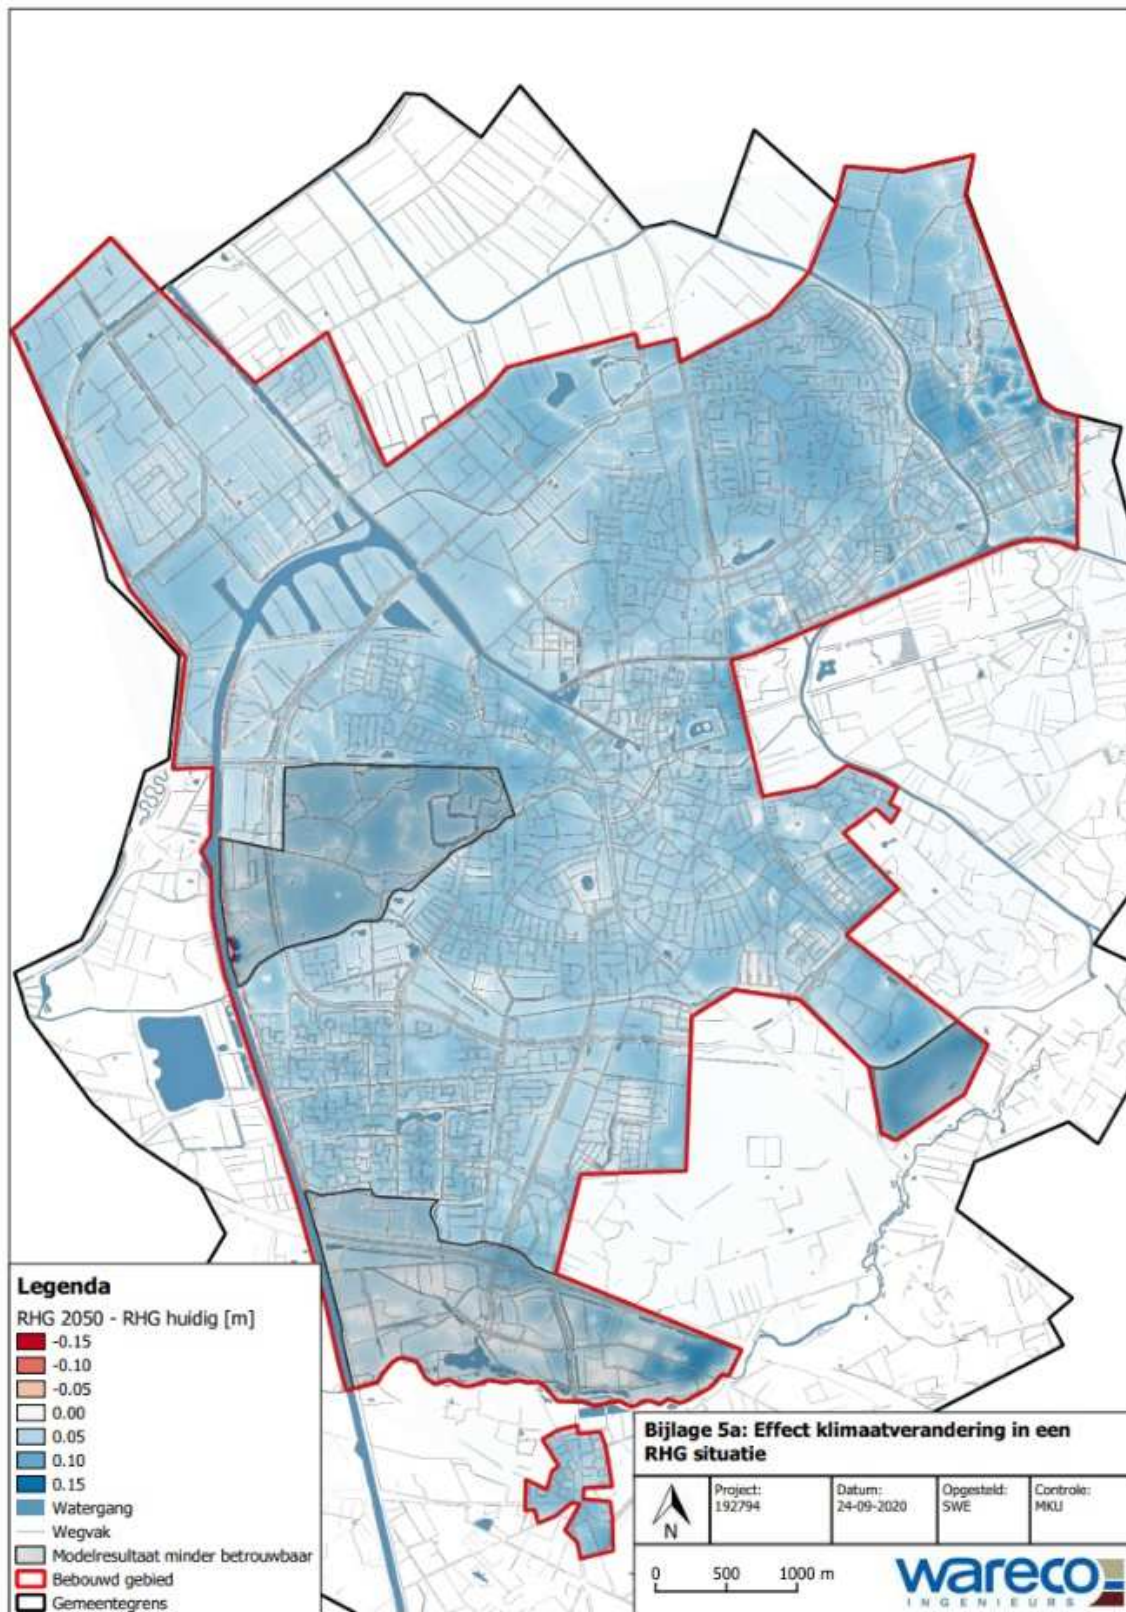 Legenda
RHG 2050 - RHG huidig [m]
-0.15
-0.10
-0.05
0.00
0.05
0.10
0.15
Watergang
Wegvak
Modelresultaat minder betrouwbaar
Bebouwd gebied
Gemeentegrens
Bijlage 5a: Effect klimaatverandering in een
RHG situatie
N
Project:
192794
Datum:
24-09-2020
Opgesteld:
SWE
Controle:
MKU
0 500 1000 m
wareco
INGENIEURS